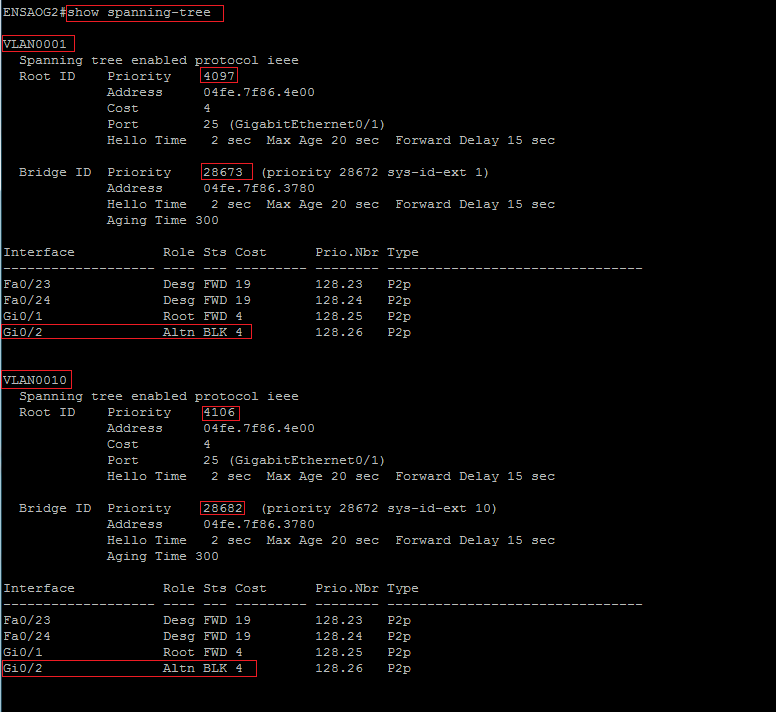 ENSAOG2#show spanning-tree
VLAN0001
  Spanning tree enabled protocol ieee
  Root ID    Priority    4097
             Address     04fe.7f86.4e00
             Cost        4
             Port        25 (GigabitEthernet0/1)
             Hello Time   2 sec  Max Age 20 sec  Forward Delay 15 sec
  Bridge ID  Priority    28673  (priority 28672 sys-id-ext 1)
             Address     04fe.7f86.3780
             Hello Time   2 sec  Max Age 20 sec  Forward Delay 15 sec
             Aging Time 300
Interface           Role Sts Cost      Prio.Nbr Type
------------------- ---- --- --------- -------- --------------------------------
Fa0/23              Desg FWD 19        128.23   P2p
Fa0/24              Desg FWD 19        128.24   P2p
Gi0/1               Root FWD 4         128.25   P2p
Gi0/2               Altn BLK 4         128.26   P2p
VLAN0010
  Spanning tree enabled protocol ieee
  Root ID    Priority    4106
             Address     04fe.7f86.4e00
             Cost        4
             Port        25 (GigabitEthernet0/1)
             Hello Time   2 sec  Max Age 20 sec  Forward Delay 15 sec
  Bridge ID  Priority    28682  (priority 28672 sys-id-ext 10)
             Address     04fe.7f86.3780
             Hello Time   2 sec  Max Age 20 sec  Forward Delay 15 sec
             Aging Time 300
Interface           Role Sts Cost      Prio.Nbr Type
------------------- ---- --- --------- -------- --------------------------------
Fa0/23              Desg FWD 19        128.23   P2p
Fa0/24              Desg FWD 19        128.24   P2p
Gi0/1               Root FWD 4         128.25   P2p
Gi0/2               Altn BLK 4         128.26   P2p